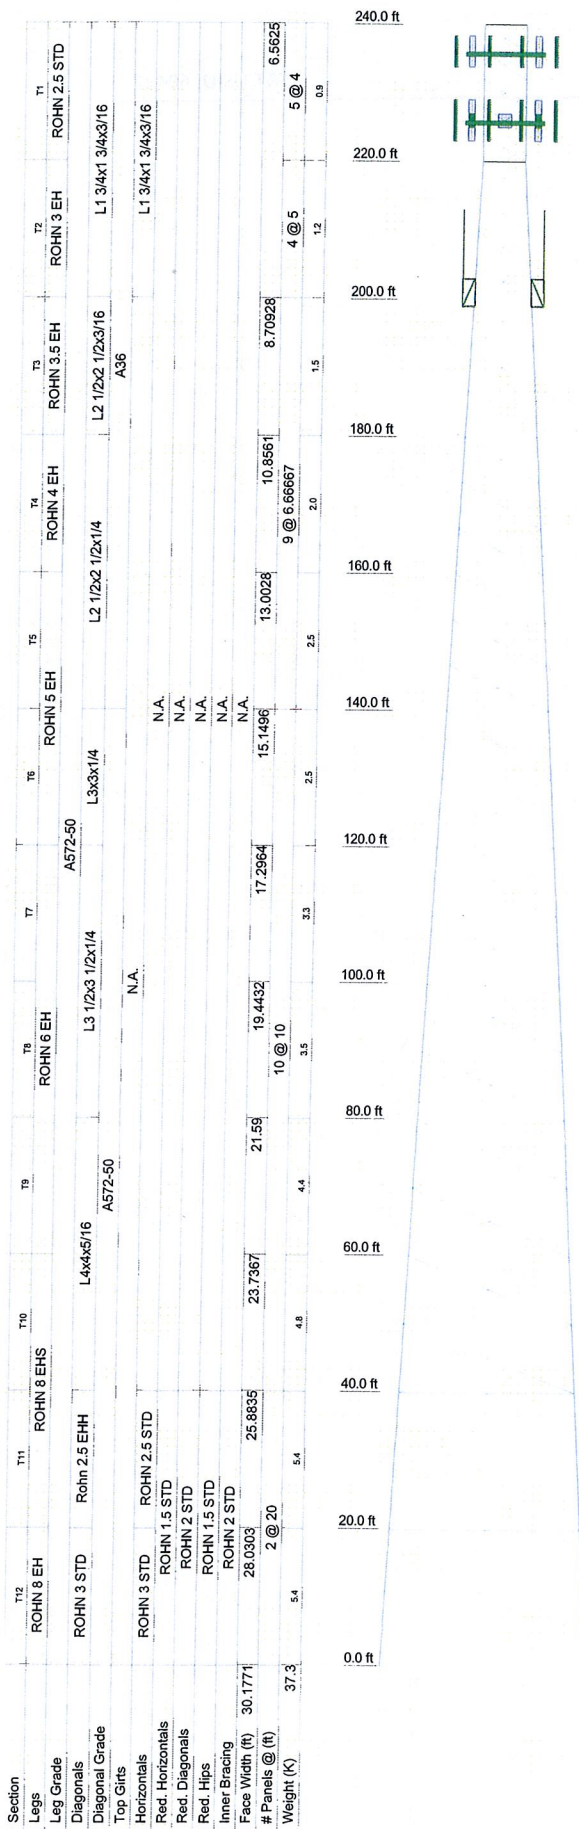 Section T12 T11 T10 T9 T8 T7 T6 T5 T4 T3 T2 T1
Legs ROHN 8 EH ROHN 8 EHS ROHN 6 EH ROHN 5 EH ROHN 4 EH ROHN 3.5 EH ROHN 3 EH ROHN 2.5 STD
Leg Grade A572-50
Diagonals ROHN 3 STD Rohn 2.5 EHH L4x4x5/16 L3 1/2x3 1/2x1/4 L3x3x1/4 L2 1/2x2 1/2x1/4 L2 1/2x2 1/2x3/16 L1 3/4x1 3/4x3/16
Diagonal Grade A572-50 A36
Top Girts N.A. L1 3/4x1 3/4x3/16
Horizontals ROHN 3 STD ROHN 2.5 STD N.A.
Red. Horizontals ROHN 1.5 STD N.A.
Red. Diagonals ROHN 2 STD N.A.
Red. Hips ROHN 1.5 STD N.A.
Inner Bracing ROHN 2 STD N.A.
Face Width (ft) 30.1771 28.0303 25.8835 23.7367 21.59 19.4432 17.2964 15.1496 13.0028 10.8561 8.70928 6.5625
# Panels @ (ft) 2 @ 20 10 @ 10 9 @ 6.66667 4 @ 5 5 @ 4
Weight (K) 37.3 5.4 5.4 4.8 4.4 3.5 3.3 2.5 2.5 2.0 1.5 1.2 0.9
240.0 ft
220.0 ft
200.0 ft
180.0 ft
160.0 ft
140.0 ft
120.0 ft
100.0 ft
80.0 ft
60.0 ft
40.0 ft
20.0 ft
0.0 ft